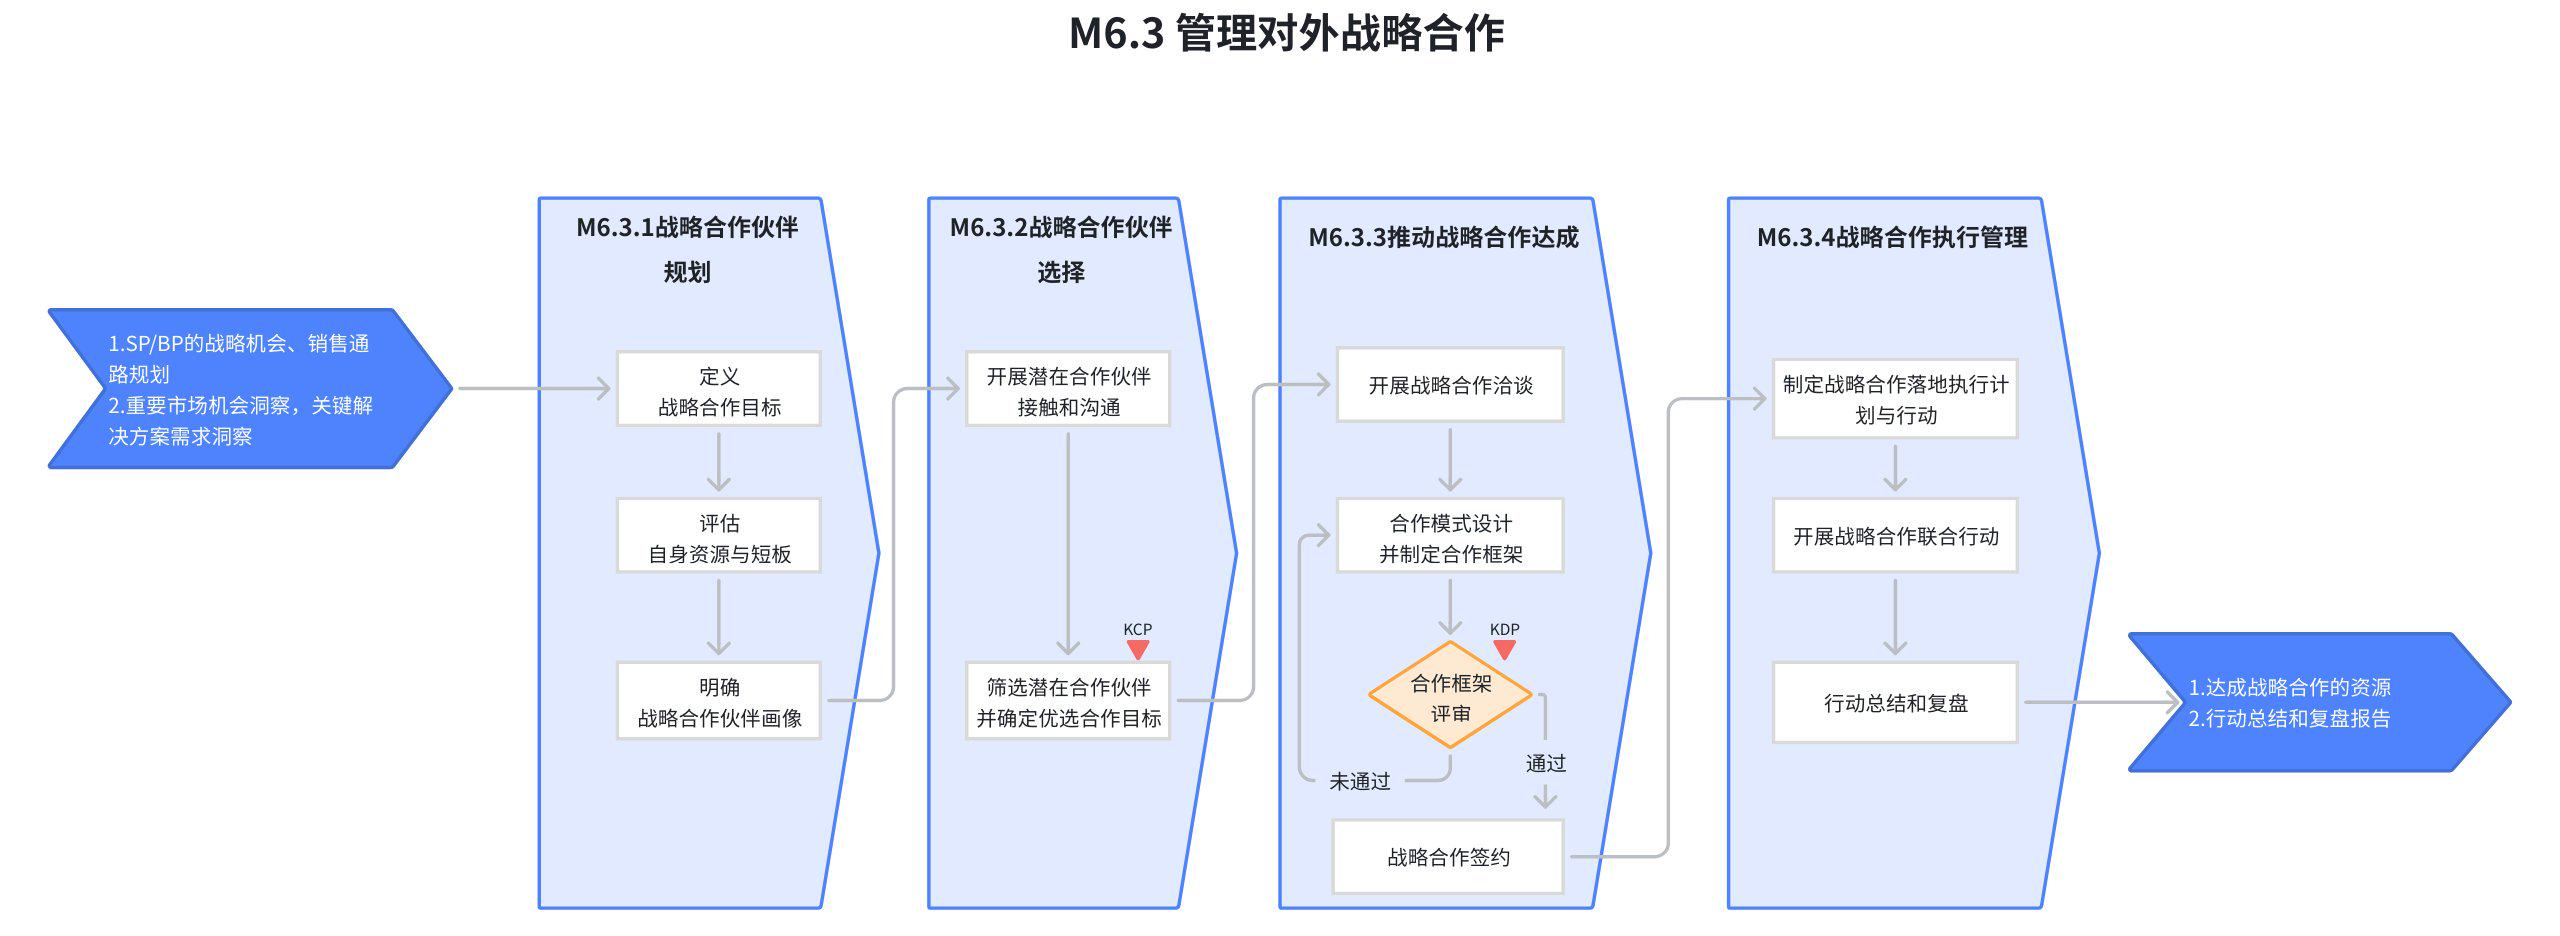 M6.3 管理对外战略合作
1.SP/BP的战略机会、销售通
路规划
2.重要市场机会洞察，关键解
决方案需求洞察
M6.3.1战略合作伙伴
规划
定义
战略合作目标
评估
自身资源与短板
明确
战略合作伙伴画像
M6.3.2战略合作伙伴
选择
开展潜在合作伙伴
接触和沟通
KCP
筛选潜在合作伙伴
并确定优选合作目标
M6.3.3推动战略合作达成
开展战略合作洽谈
合作模式设计
并制定合作框架
KDP
合作框架
评审
通过
未通过
战略合作签约
M6.3.4战略合作执行管理
制定战略合作落地执行计
划与行动
开展战略合作联合行动
行动总结和复盘
1.达成战略合作的资源
2.行动总结和复盘报告